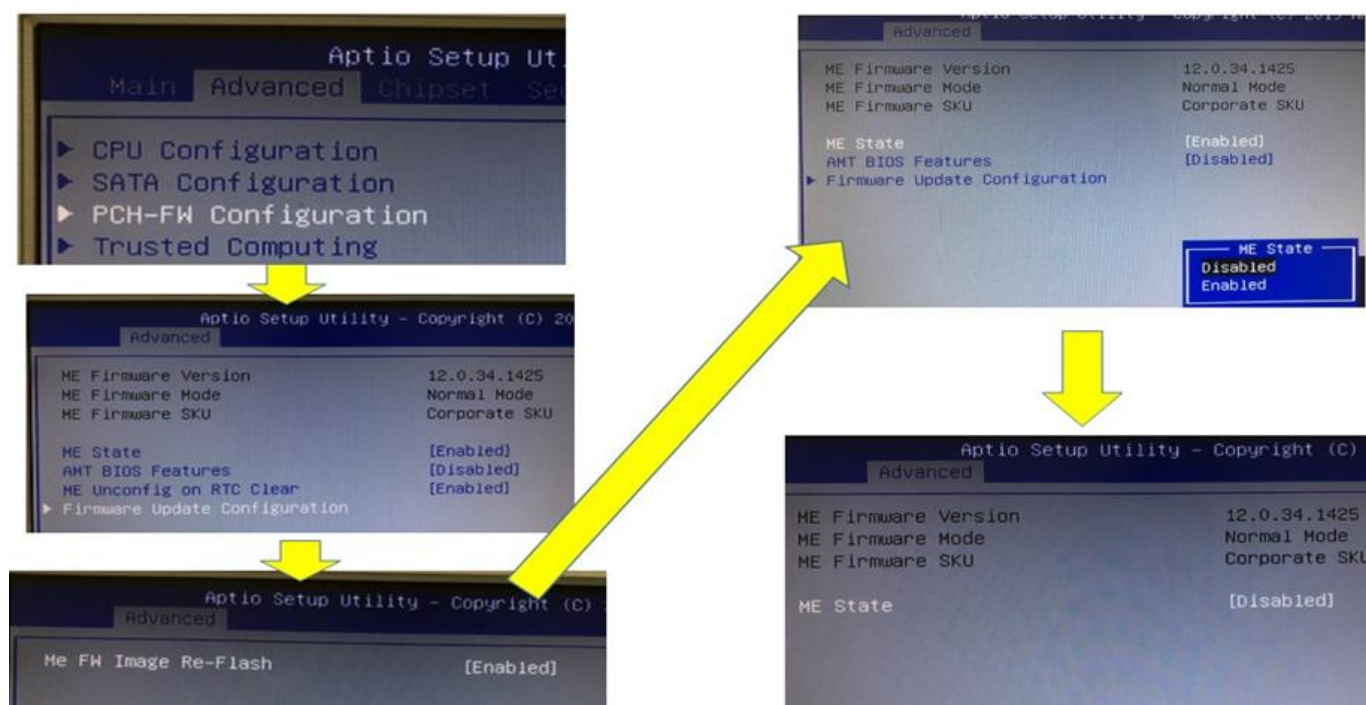 Aptio Setup Ut
Main Advanced Chipset Se
CPU Configuration
SATA Configuration
PCH-FW Configuration
Trusted Computing
Aptio Setup Utility - Copyright (C) 20
Advanced
ME Firmware Version 12.0.34.1425
ME Firmware Mode Normal Mode
ME Firmware SKU Corporate SKU
ME State [Enabled]
AMT BIOS Features [Disabled]
ME Unconfig on RTC Clear [Enabled]
Firmware Update Configuration
Aptio Setup Utility - Copyright (C)
Advanced
Me FW Image Re-Flash [Enabled]
Aptio Setup Utility - Copyright (C) 2019
Advanced
ME Firmware Version 12.0.34.1425
ME Firmware Mode Normal Mode
ME Firmware SKU Corporate SKU
ME State [Enabled]
AMT BIOS Features [Disabled]
Firmware Update Configuration
ME State
Disabled
Enabled
Aptio Setup Utility - Copyright (C)
Advanced
ME Firmware Version 12.0.34.1425
ME Firmware Mode Normal Mode
ME Firmware SKU Corporate SKU
ME State [Disabled]